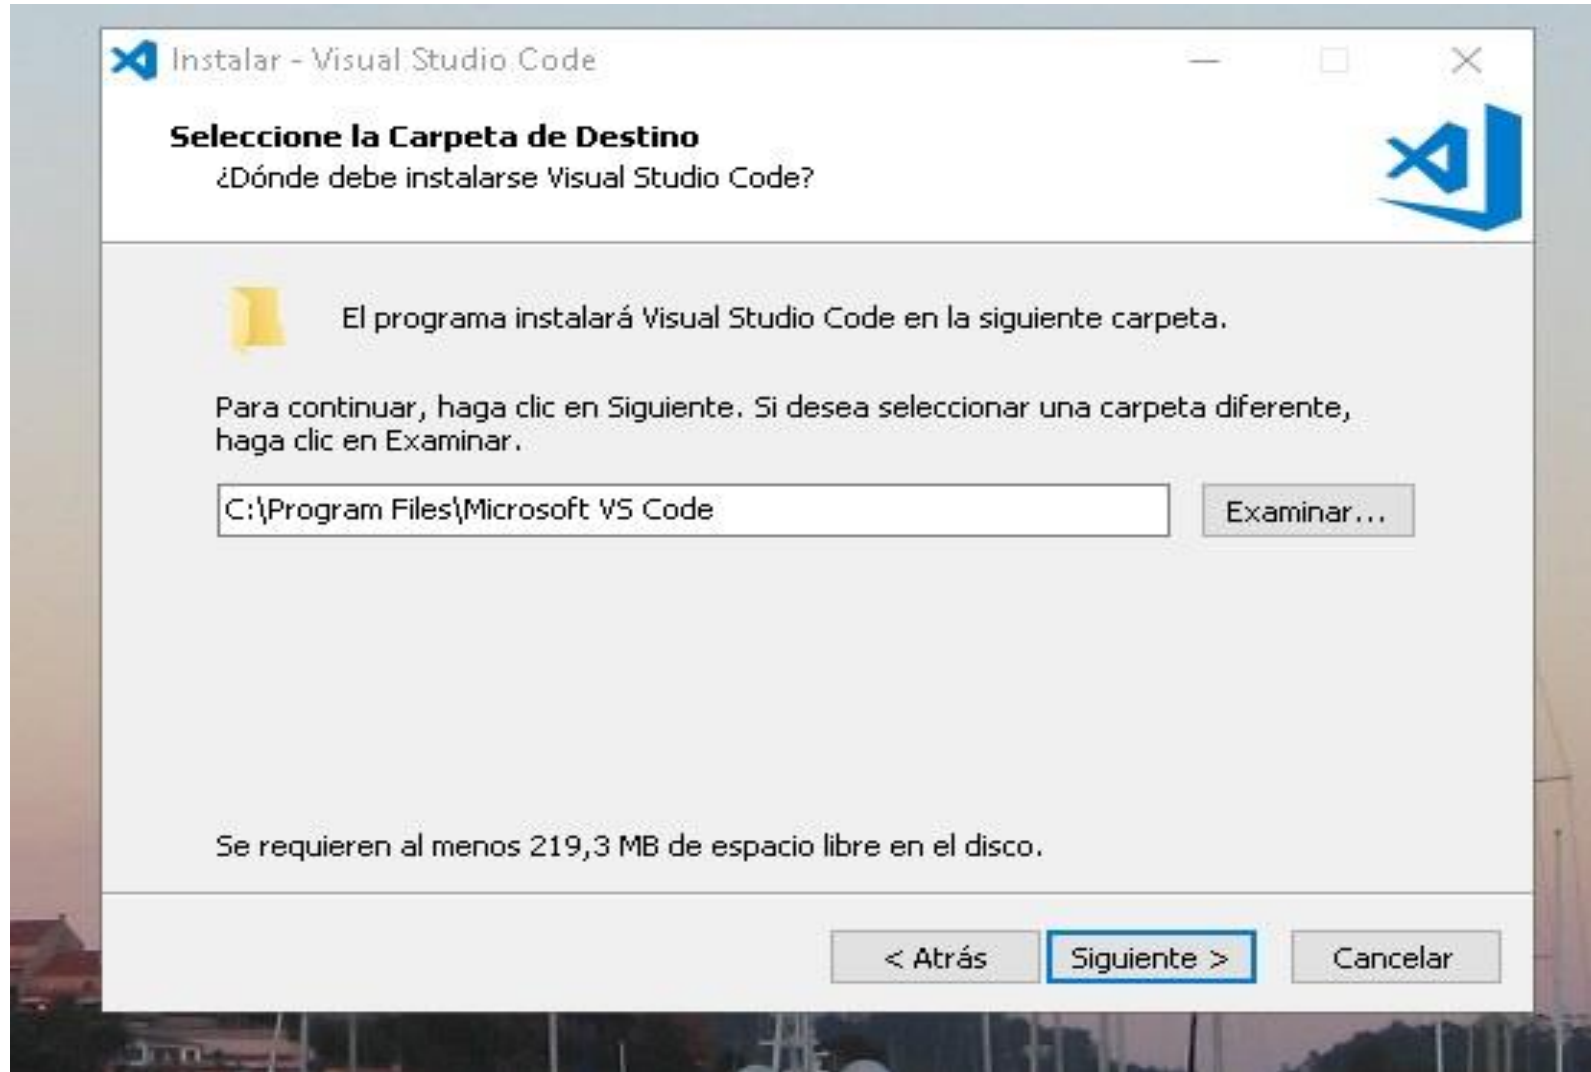 Instalar - Visual Studio Code
Seleccione la Carpeta de Destino
¿Dónde debe instalarse Visual Studio Code?
El programa instalará Visual Studio Code en la siguiente carpeta.
Para continuar, haga clic en Siguiente. Si desea seleccionar una carpeta diferente,
haga clic en Examinar.
C:\Program Files\Microsoft VS Code
Examinar...
Se requieren al menos 219,3 MB de espacio libre en el disco.
< Atrás
Siguiente >
Cancelar